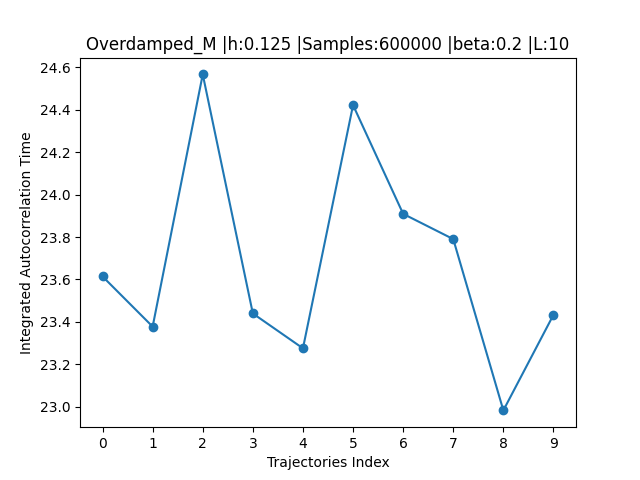 Overdamped_M |h:0.125 |Samples:600000 |beta:0.2 |L:10
24.6
24.4
24.2
24.0
23.8
23.6
23.4
23.2
23.0
Integrated Autocorrelation Time
0 1 2 3 4 5 6 7 8 9
Trajectories Index